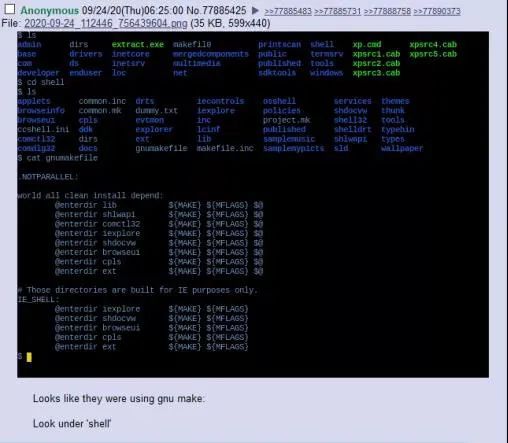 Anonymous 09/24/20(Thu)06:25:00 No.77885425 ▶ >>77885483 >>77885731 >>77888758 >>77890373
File: 2020-09-24_112446_756439604.png (35 KB, 599x440)
$ ls
admin dirs extract.exe makefil0 printscan shell xp.cmd xpsrc4.cab
base drivers inetcore mergedcomponents public termsrv xpsrc1.cab xpsrc5.cab
com ds inetsrv multimedia published tools xpsrc2.cab
developer enduser loc net sdktools windows xpsrc3.cab
$ cd shell
$ ls
applets common.inc drts iecontrols osshell services themes
browseinfo common.mk dummy.txt iexplore policies shdocvw thunk
browseui cpls evtmon inc project.mk shell32 tools
ccshell.ini ddk explorer lcinf published shelldrt typebin
comctl32 dirs ext lib samplemusic shlwapi types
comdlg32 docs gnumakefile makefile.inc samplemypicts sld wallpaper
$ cat gnumakefile
.NOTPARALLEL:
world all clean install depend:
@enterdir lib ${MAKE} ${MFLAGS} $@
@enterdir shlwapi ${MAKE} ${MFLAGS} $@
@enterdir comctl32 ${MAKE} ${MFLAGS} $@
@enterdir iexplore ${MAKE} ${MFLAGS} $@
@enterdir shdocvw ${MAKE} ${MFLAGS} $@
@enterdir browseui ${MAKE} ${MFLAGS} $@
@enterdir cpls ${MAKE} ${MFLAGS} $@
@enterdir ext ${MAKE} ${MFLAGS} $@
# Those directories are built for IE purposes only.
IE_SHELL:
@enterdir iexplore ${MAKE} ${MFLAGS}
@enterdir shdocvw ${MAKE} ${MFLAGS}
@enterdir browseui ${MAKE} ${MFLAGS}
@enterdir cpls ${MAKE} ${MFLAGS}
@enterdir ext ${MAKE} ${MFLAGS}
$
Looks like they were using gnu make:
Look under 'shell'